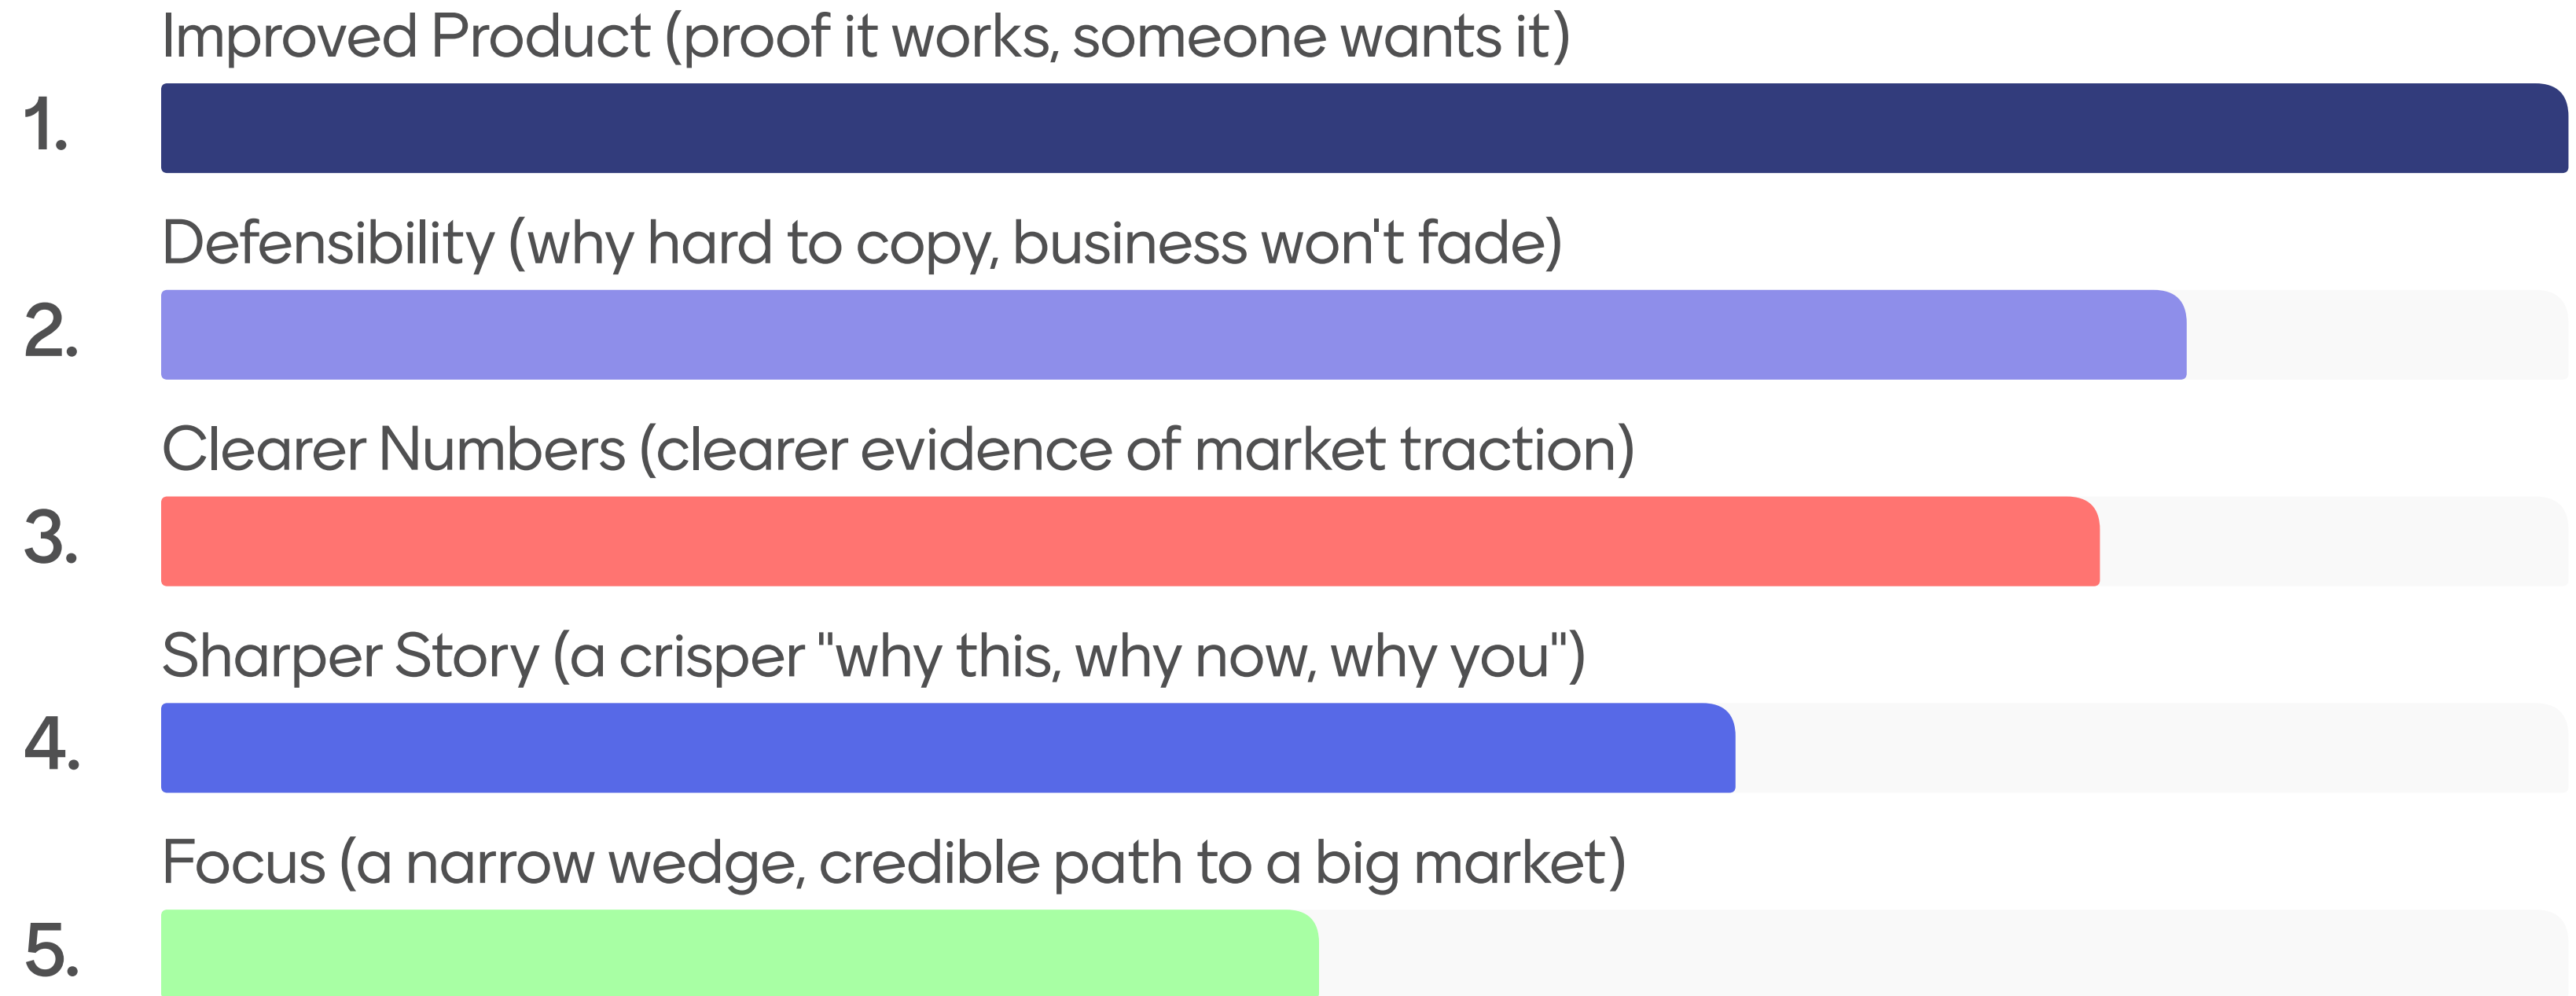 Improved Product (proof it works, someone wants it)
1.
Defensibility (why hard to copy, business won't fade)
2.
Clearer Numbers (clearer evidence of market traction)
3.
Sharper Story (a crisper "why this, why now, why you")
4.
Focus (a narrow wedge, credible path to a big market)
5.